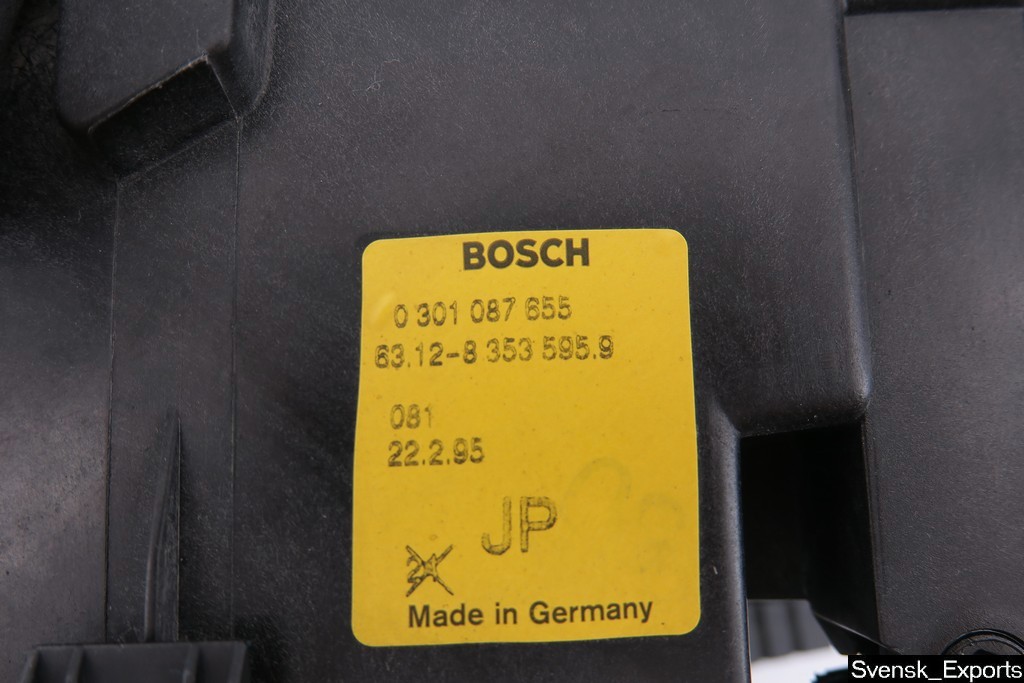 BOSCH
0 301 087 655
63.12-8 353 595.9
081
22.2.95
JP
Made in Germany
Svensk_Exports